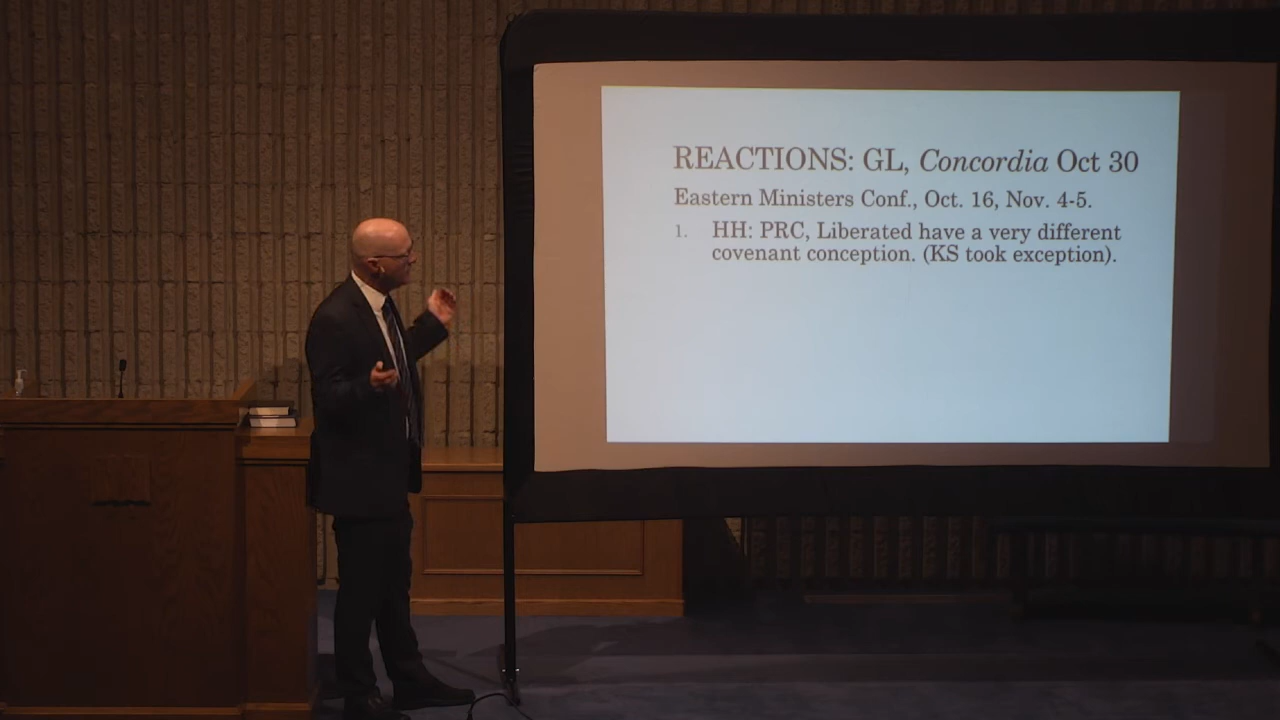 REACTIONS: GL, Concordia Oct 30
Eastern Ministers Conf., Oct. 16, Nov. 4-5.
1. HH: PRC, Liberated have a very different
covenant conception. (KS took exception).